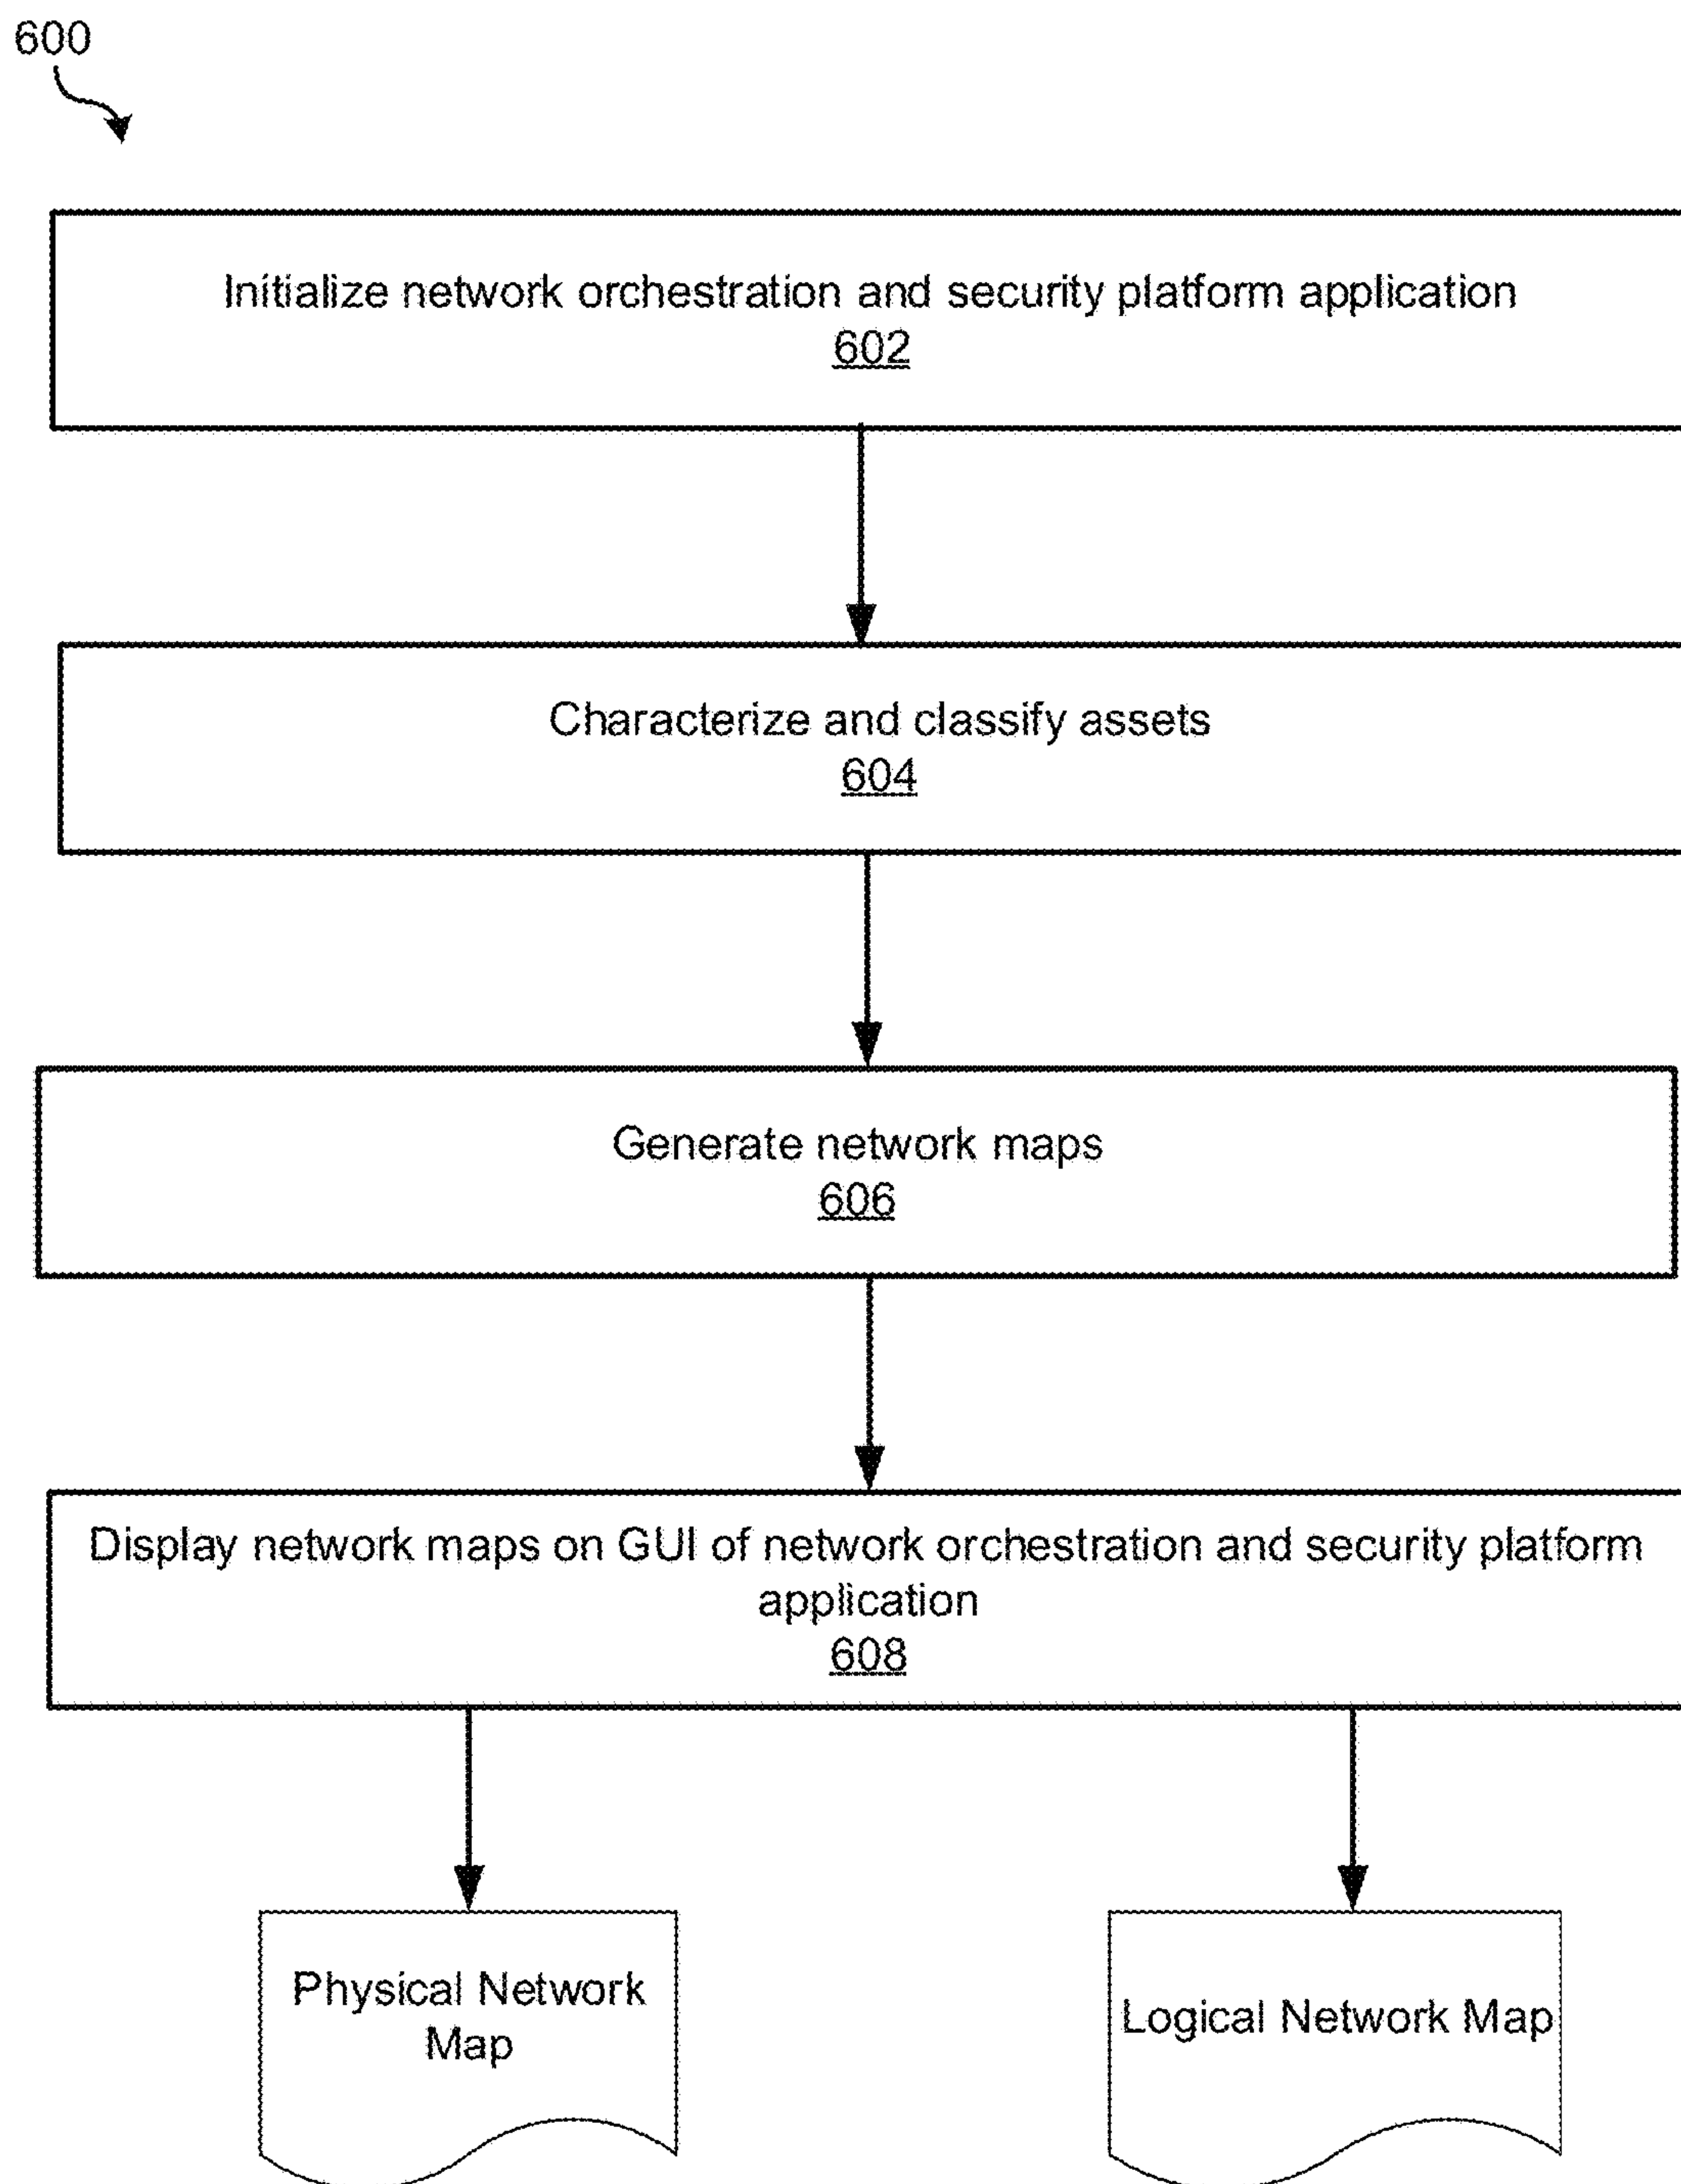 600
Initialize network orchestration and security platform application
602
Characterize and classify assets
604
Generate network maps
606
Display network maps on GUI of network orchestration and security platform
application
608
Physical Network
Map
Logical Network Map